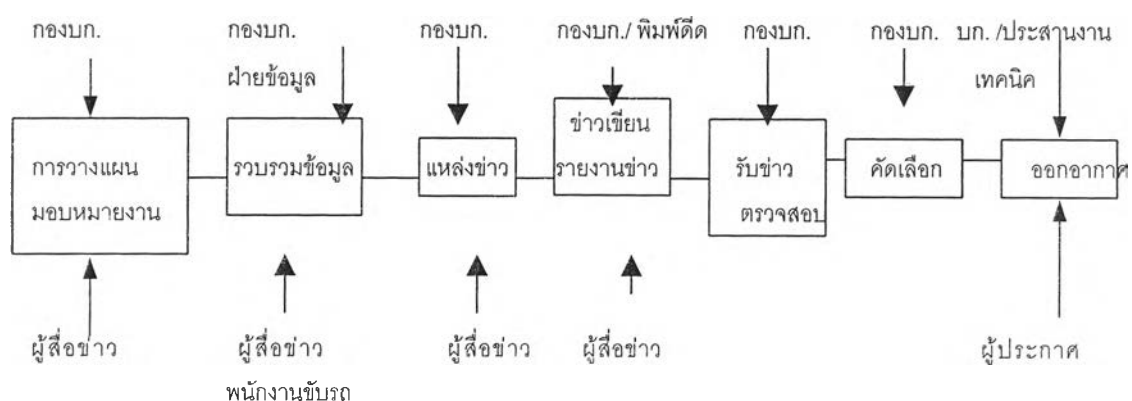 กองบก.
กองบก.
ฝ่ายข้อมูล
กองบก.
กองบก./ พิมพ์ดีด
กองบก.
กองบก.
บก. /ประสานงาน
เทคนิค
การวางแผน
มอบหมายงาน
รวบรวมข้อมูล
แหล่งข่าว
ข่าวเขียน
รายงานข่าว
รับข่าว
ตรวจสอบ
คัดเลือก
ออกอากาศ
ผู้สื่อข่าว
ผู้สื่อข่าว
พนักงานขับรถ
ผู้สื่อข่าว
ผู้สื่อข่าว
ผู้ประกาศ